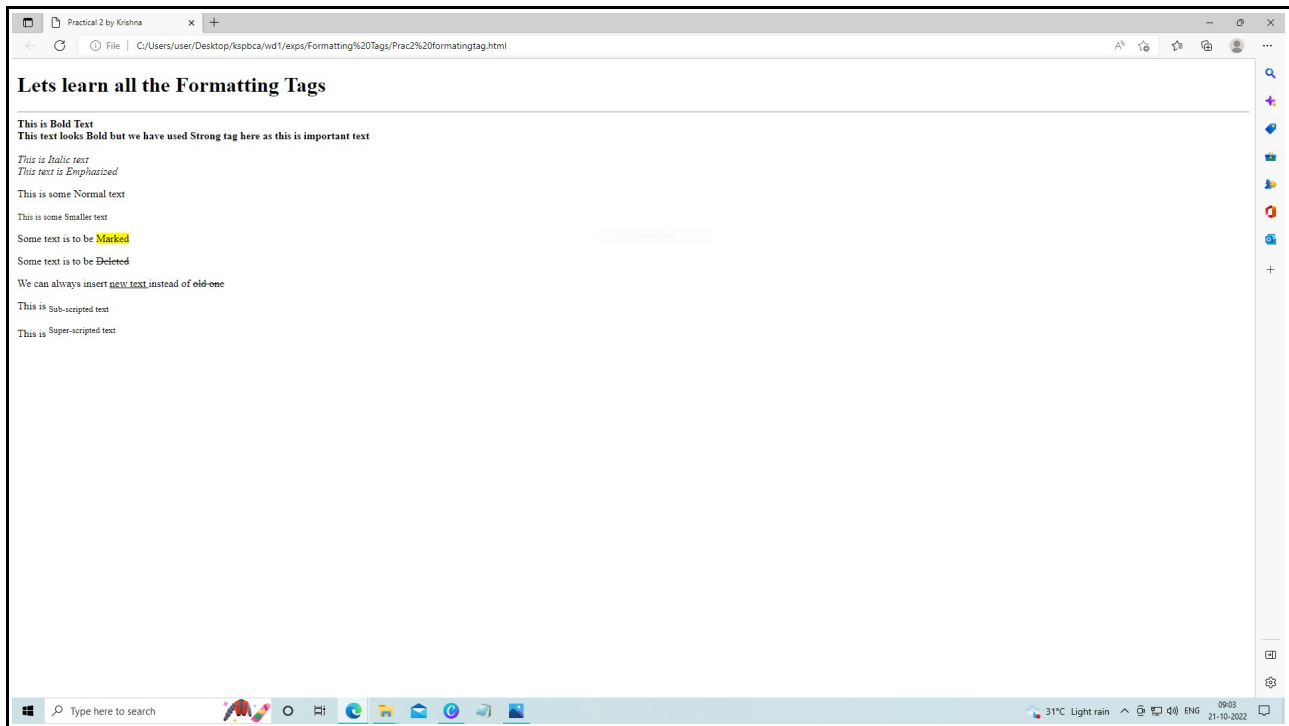 Practical 2 by Krishna
File C:/Users/user/Desktop/kspbca/wd1/exps/Formatting%20Tags/Prac2%20formatingtag.html
Lets learn all the Formatting Tags
This is Bold Text
This text looks Bold but we have used Strong tag here as this is important text
This is Italic text
This text is Emphasized
This is some Normal text
This is some Smaller text
Some text is to be Marked
Some text is to be Deleted
We can always insert new text instead of old one
This is Sub-scripted text
This is Super-scripted text
Type here to search
31°C Light rain ENG
09:03
21-10-2022